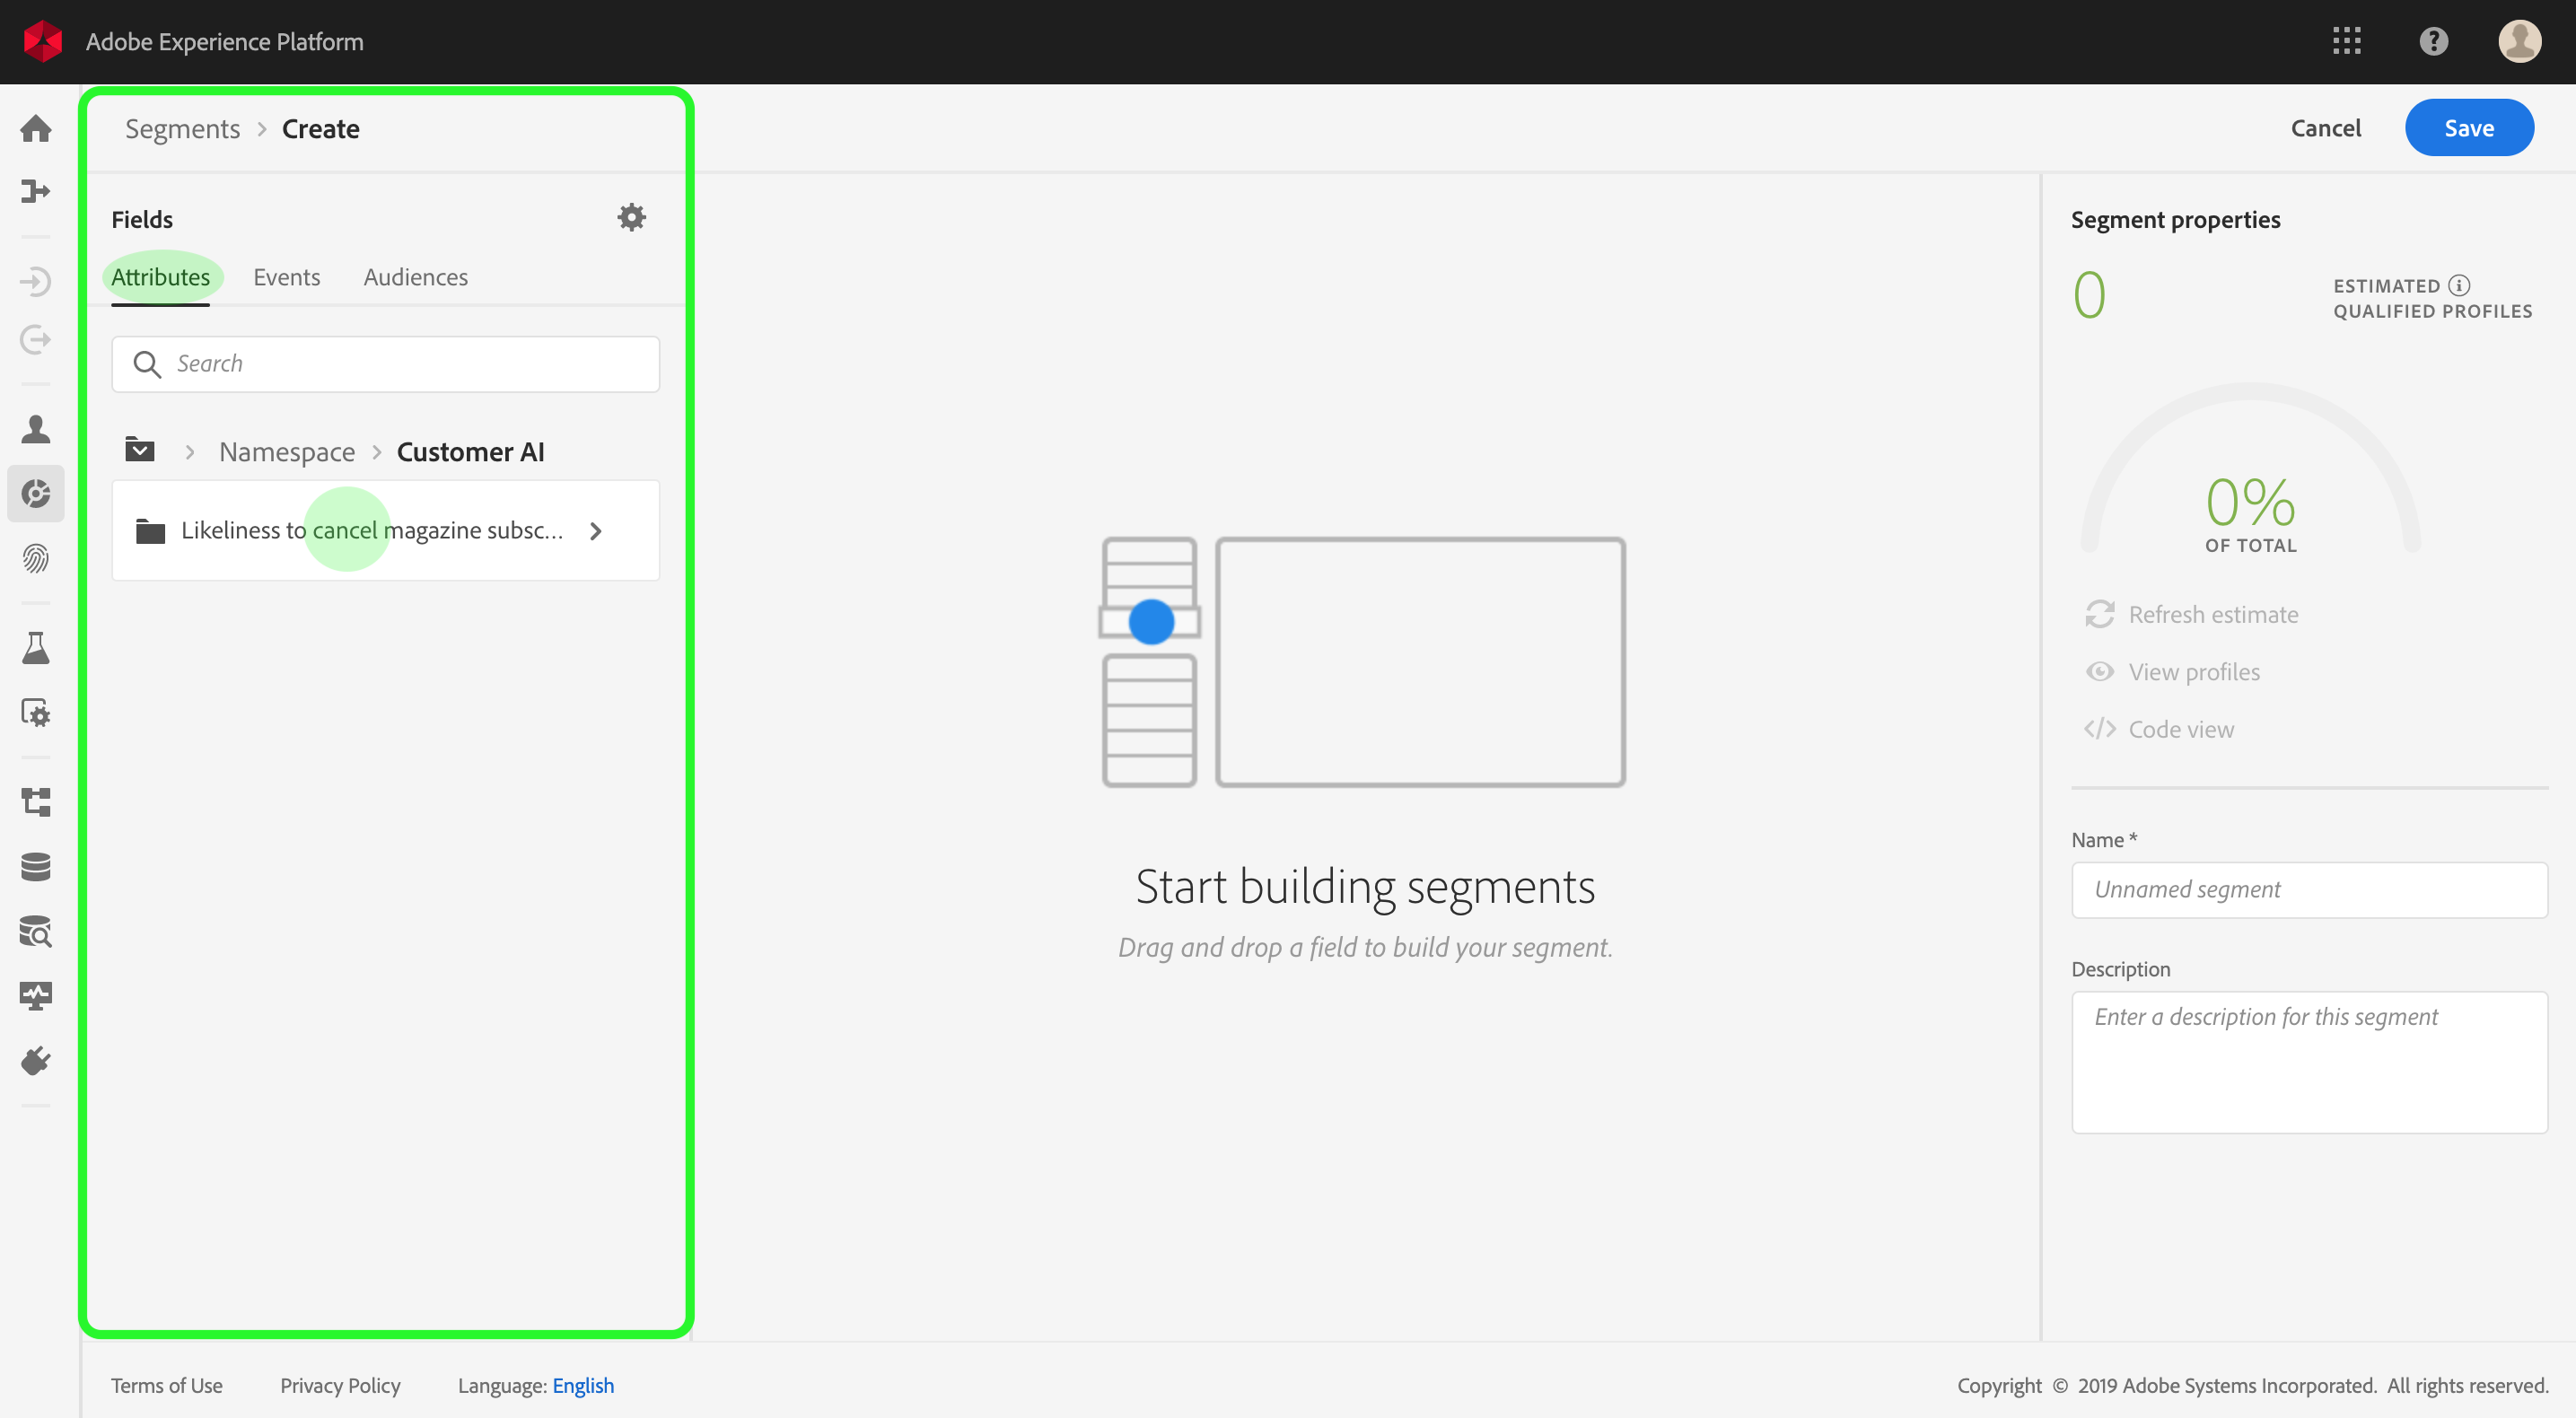 Adobe Experience Platform
Segments > Create
Cancel
Save
Fields
Attributes Events Audiences
Search
> Namespace > Customer AI
Likeliness to cancel magazine subsc... >
Start building segments
Drag and drop a field to build your segment.
Segment properties
0
ESTIMATED
QUALIFIED PROFILES
0%
OF TOTAL
Refresh estimate
View profiles
</> Code view
Name *
Unnamed segment
Description
Enter a description for this segment
Terms of Use Privacy Policy Language: English
Copyright © 2019 Adobe Systems Incorporated. All rights reserved.